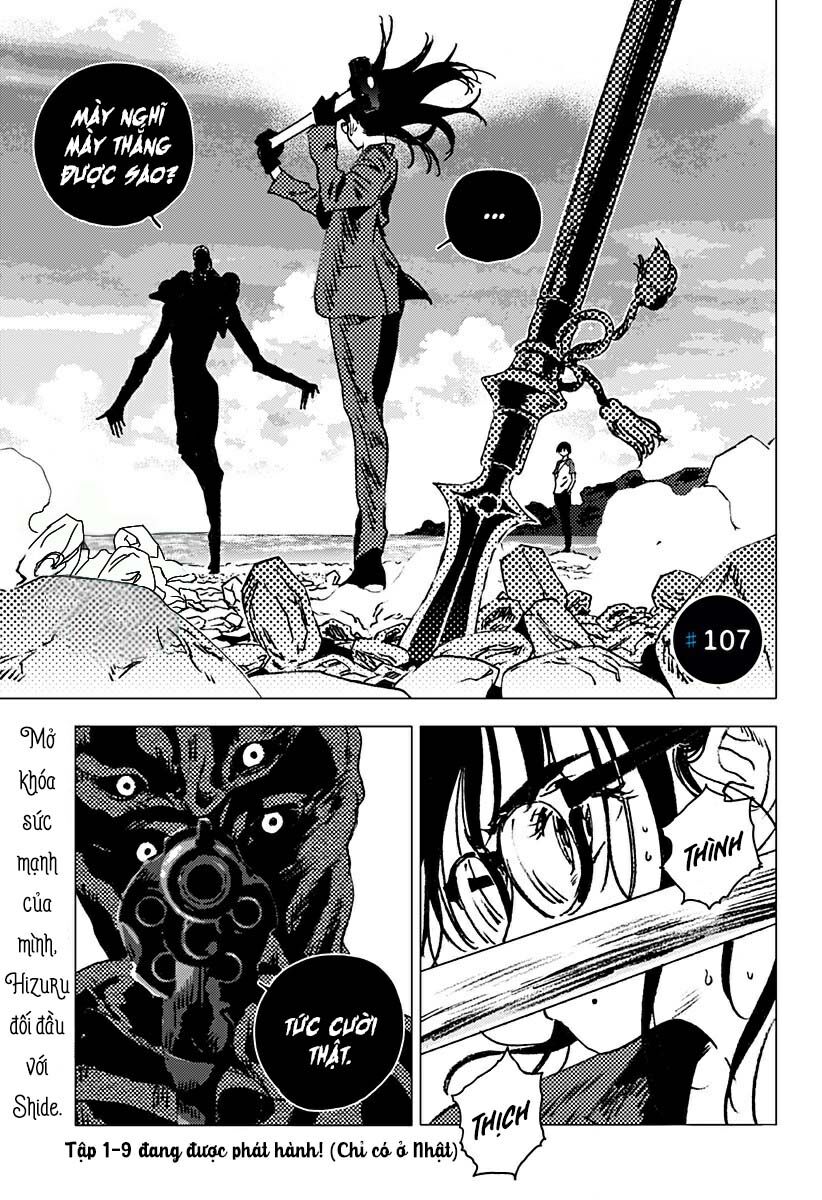 MÀY NGHĨ
MÀY THẮNG
ĐƯỢC SAO?
...
#107
Mở
khóa
sức
mạnh
của
mình,
Hizuru
đối đầu
với
Shide.
THÌNH
THỊCH
TỨC CƯỜI
THẬT.
Tập 1-9 đang được phát hành! (Chỉ có ở Nhật)